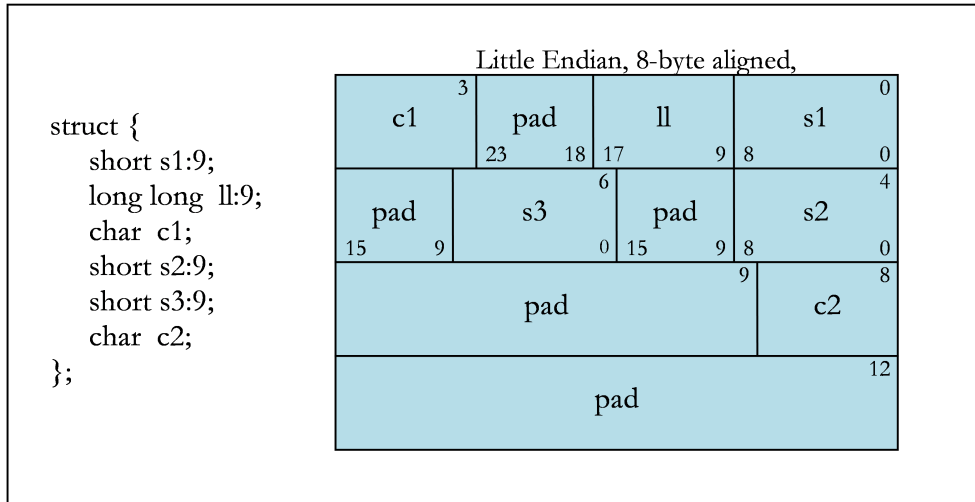 struct {
short s1:9;
long long ll:9;
char c1;
short s2:9;
short s3:9;
char c2;
};
Little Endian, 8-byte aligned,
3 0
c1 pad ll s1
23 18 17 9 8 0
6 4
pad s3 pad s2
15 9 0 15 9 8 0
9 8
pad c2
12
pad